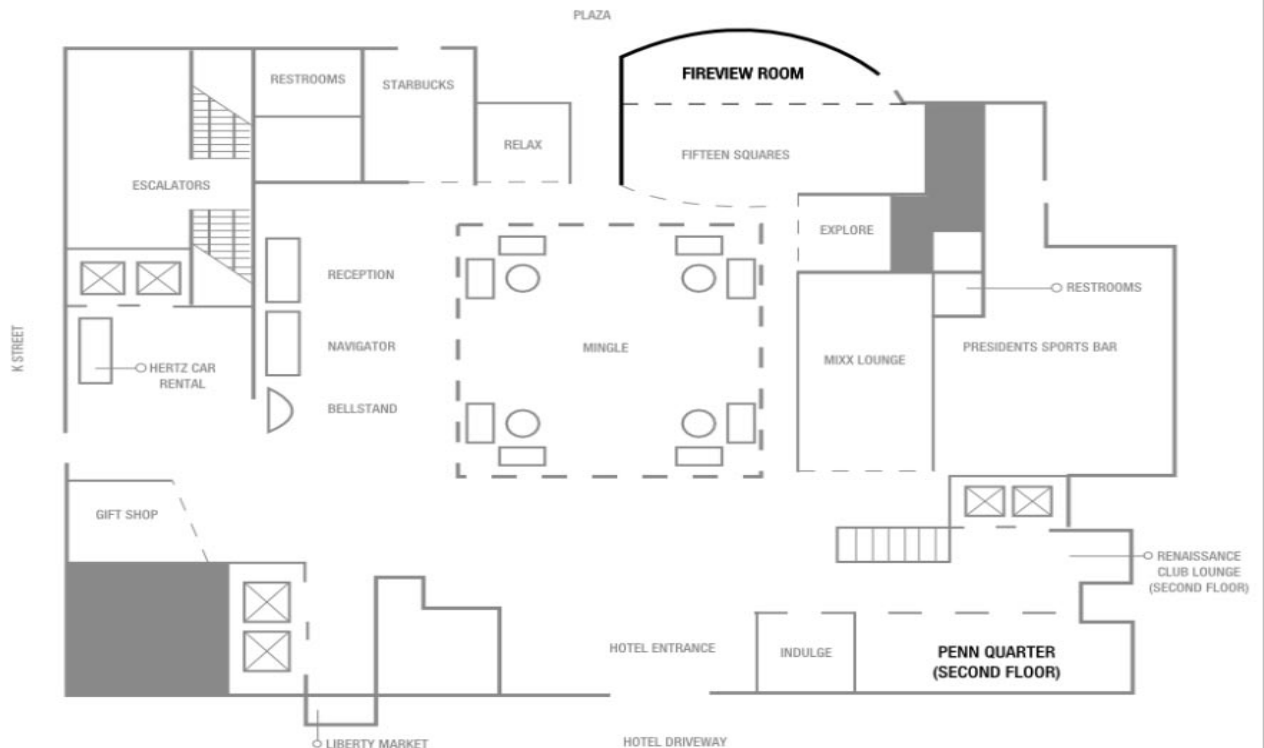 PLAZA
FIREVIEW ROOM
RESTROOMS
STARBUCKS
RELAX
FIFTEEN SQUARES
ESCALATORS
EXPLORE
RECEPTION
RESTROOMS
K STREET
NAVIGATOR
MINGLE
MIXX LOUNGE
PRESIDENTS SPORTS BAR
HERTZ CAR
RENTAL
BELLSTAND
GIFT SHOP
RENAISSANCE
CLUB LOUNGE
(SECOND FLOOR)
HOTEL ENTRANCE
INDULGE
PENN QUARTER
(SECOND FLOOR)
LIBERTY MARKET
HOTEL DRIVEWAY